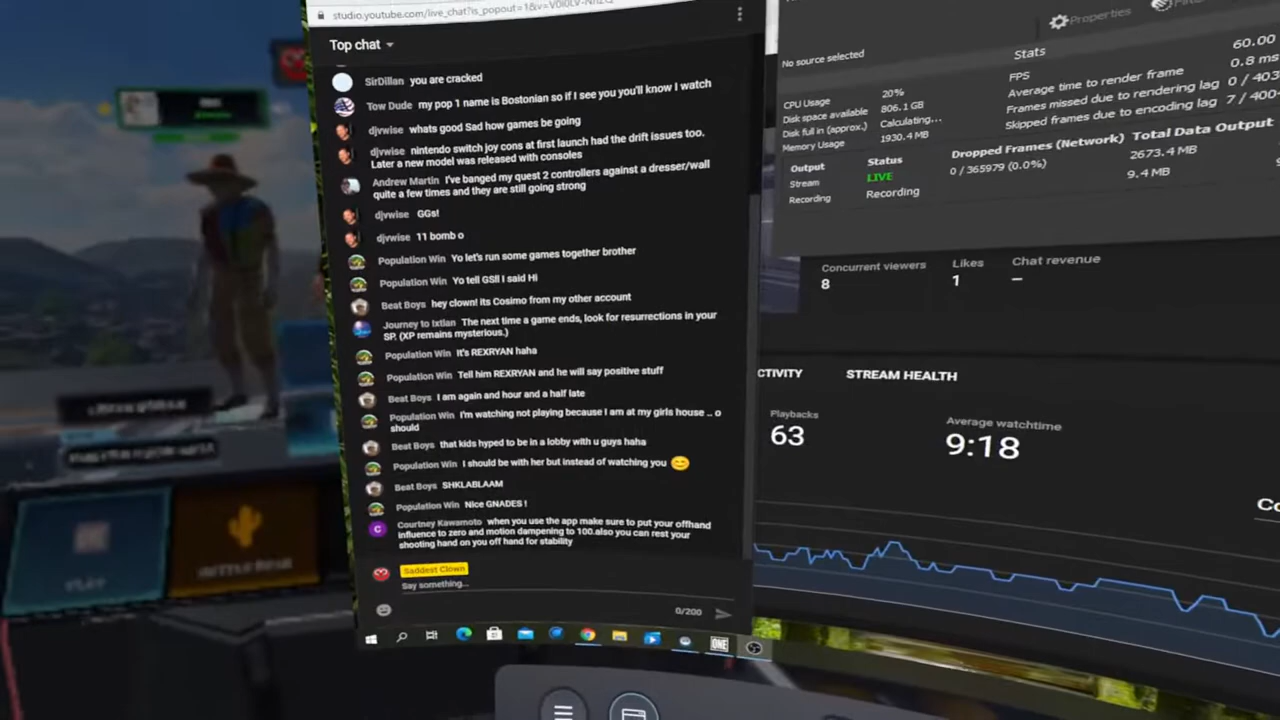 studio.youtube.com/live_chat?is_popout=1&v=V0l0LV-NnZQ
Top chat
SirDillan you are cracked
Tow Dude my pop 1 name is Bostonian so if I see you you'll know I watch
djvwise whats good Sad how games be going
djvwise nintendo switch joy cons at first launch had the drift issues too.
Later a new model was released with consoles
Andrew Martin I've banged my quest 2 controllers against a dresser/wall
quite a few times and they are still going strong
djvwise GGs!
djvwise 11 bomb o
Population Win Yo let's run some games together brother
Population Win Yo tell GS!! I said Hi
Beat Boys hey clown! its Cosimo from my other account
Journey to Ixtlan The next time a game ends, look for resurrections in your
SP. (XP remains mysterious.)
Population Win It's REXRYAN haha
Population Win Tell him REXRYAN and he will say positive stuff
Beat Boys I am again and hour and a half late
Population Win I'm watching not playing because I am at my girls house .. o
should
Beat Boys that kids hyped to be in a lobby with u guys haha
Population Win I should be with her but instead of watching you 😊
Beat Boys SHKLABLAAM
Population Win Nice GNADES !
C
Courtney Kawamoto when you use the app make sure to put your offhand
influence to zero and motion dampening to 100.also you can rest your
shooting hand on you off hand for stability
Saddest Clown
Say something...
0/200
ONE
No source selected
Properties
Stats
CPU Usage 20%
Disk space available 806.1 GB
Disk full in (approx.) Calculating...
Memory Usage 1930.4 MB
FPS 60.00
Average time to render frame 0.8 ms
Frames missed due to rendering lag 0 / 403
Skipped frames due to encoding lag 7 / 400
Output Status Dropped Frames (Network) Total Data Output
Stream LIVE 0 / 365979 (0.0%) 2673.4 MB
Recording Recording 9.4 MB
Concurrent viewers Likes Chat revenue
8 1 –
CTIVITY STREAM HEALTH
Playbacks
63
Average watchtime
9:18